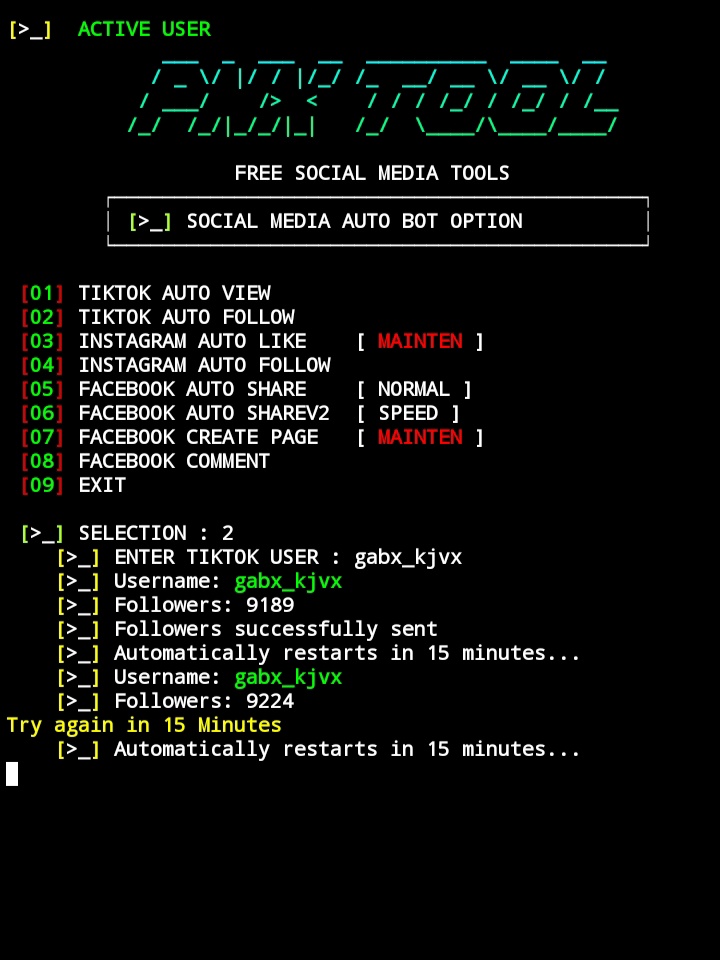 [>_] ACTIVE USER
PMX TOOL
FREE SOCIAL MEDIA TOOLS
[>_] SOCIAL MEDIA AUTO BOT OPTION
[01] TIKTOK AUTO VIEW
[02] TIKTOK AUTO FOLLOW
[03] INSTAGRAM AUTO LIKE [ MAINTEN ]
[04] INSTAGRAM AUTO FOLLOW
[05] FACEBOOK AUTO SHARE [ NORMAL ]
[06] FACEBOOK AUTO SHAREV2 [ SPEED ]
[07] FACEBOOK CREATE PAGE [ MAINTEN ]
[08] FACEBOOK COMMENT
[09] EXIT
[>_] SELECTION : 2
[>_] ENTER TIKTOK USER : gabx_kjvx
[>_] Username: gabx_kjvx
[>_] Followers: 9189
[>_] Followers successfully sent
[>_] Automatically restarts in 15 minutes...
[>_] Username: gabx_kjvx
[>_] Followers: 9224
Try again in 15 Minutes
[>_] Automatically restarts in 15 minutes...